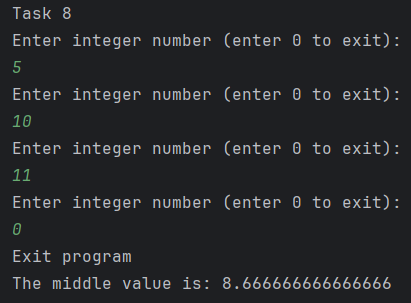 Task 8
Enter integer number (enter 0 to exit):
5
Enter integer number (enter 0 to exit):
10
Enter integer number (enter 0 to exit):
11
Enter integer number (enter 0 to exit):
0
Exit program
The middle value is: 8.666666666666666